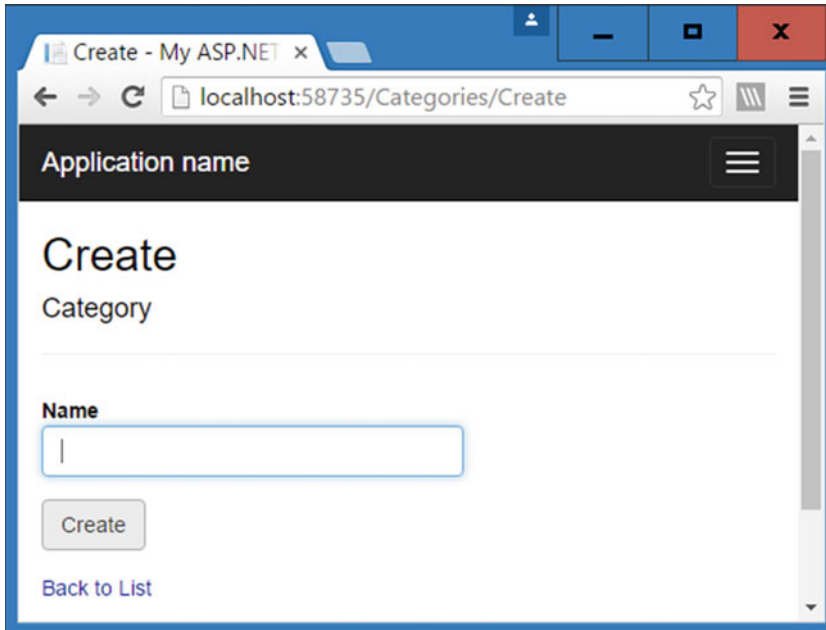 Create - My ASP.NET
localhost:58735/Categories/Create
Application name
Create
Category
Name
Create
Back to List